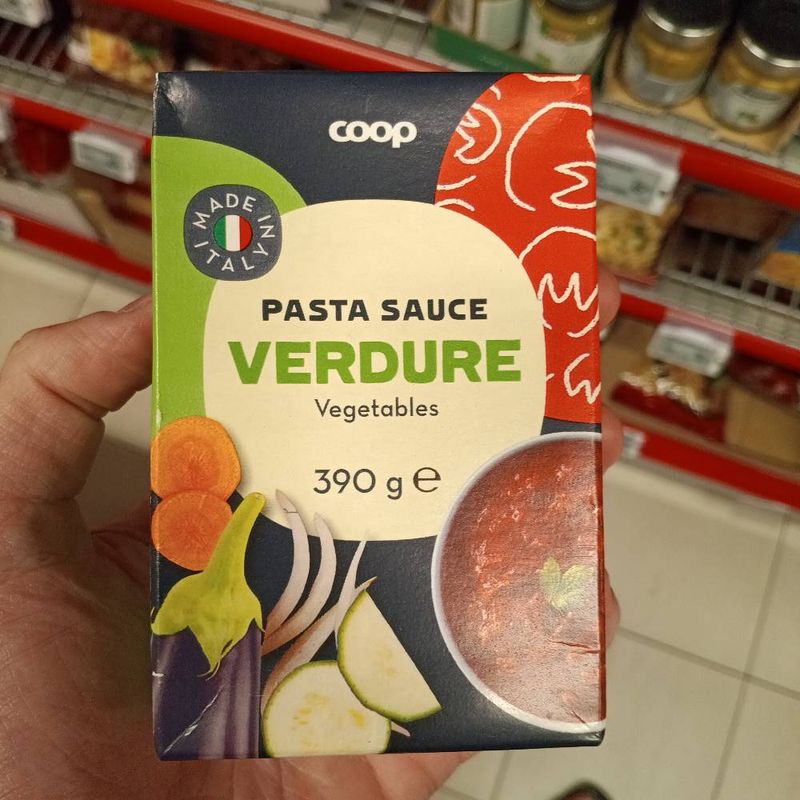 coop
MADE IN ITALY
PASTA SAUCE
VERDURE
Vegetables
390 g ℮